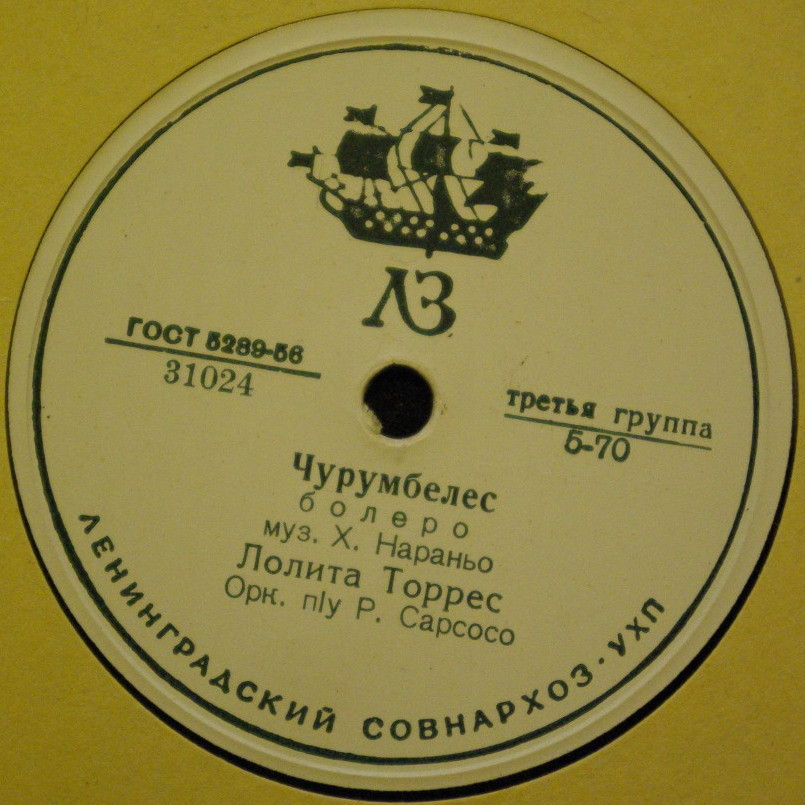 ЛЗ
ГОСТ 5289-56
31024
третья группа
Б-70
Чурумбелес
болеро
муз. Х. Нараньо
Лолита Торрес
Орк. п/у Р. Сарсосо
ЛЕНИНГРАДСКИЙ СОВНАРХОЗ·УХП